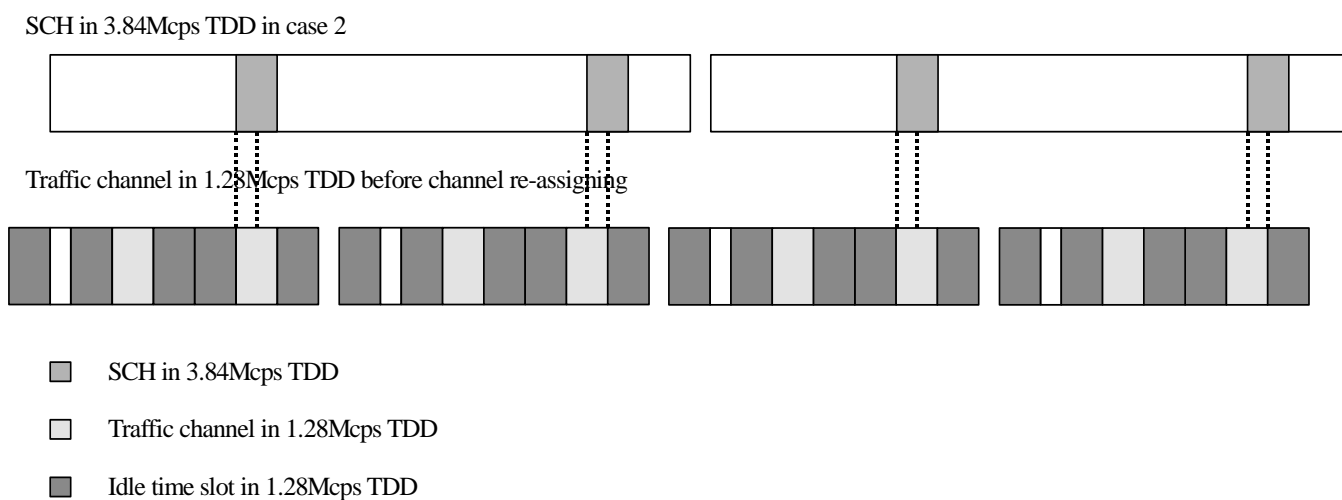 SCH in 3.84Mcps TDD in case 2
Traffic channel in 1.28Mcps TDD before channel re-assigning
SCH in 3.84Mcps TDD
Traffic channel in 1.28Mcps TDD
Idle time slot in 1.28Mcps TDD